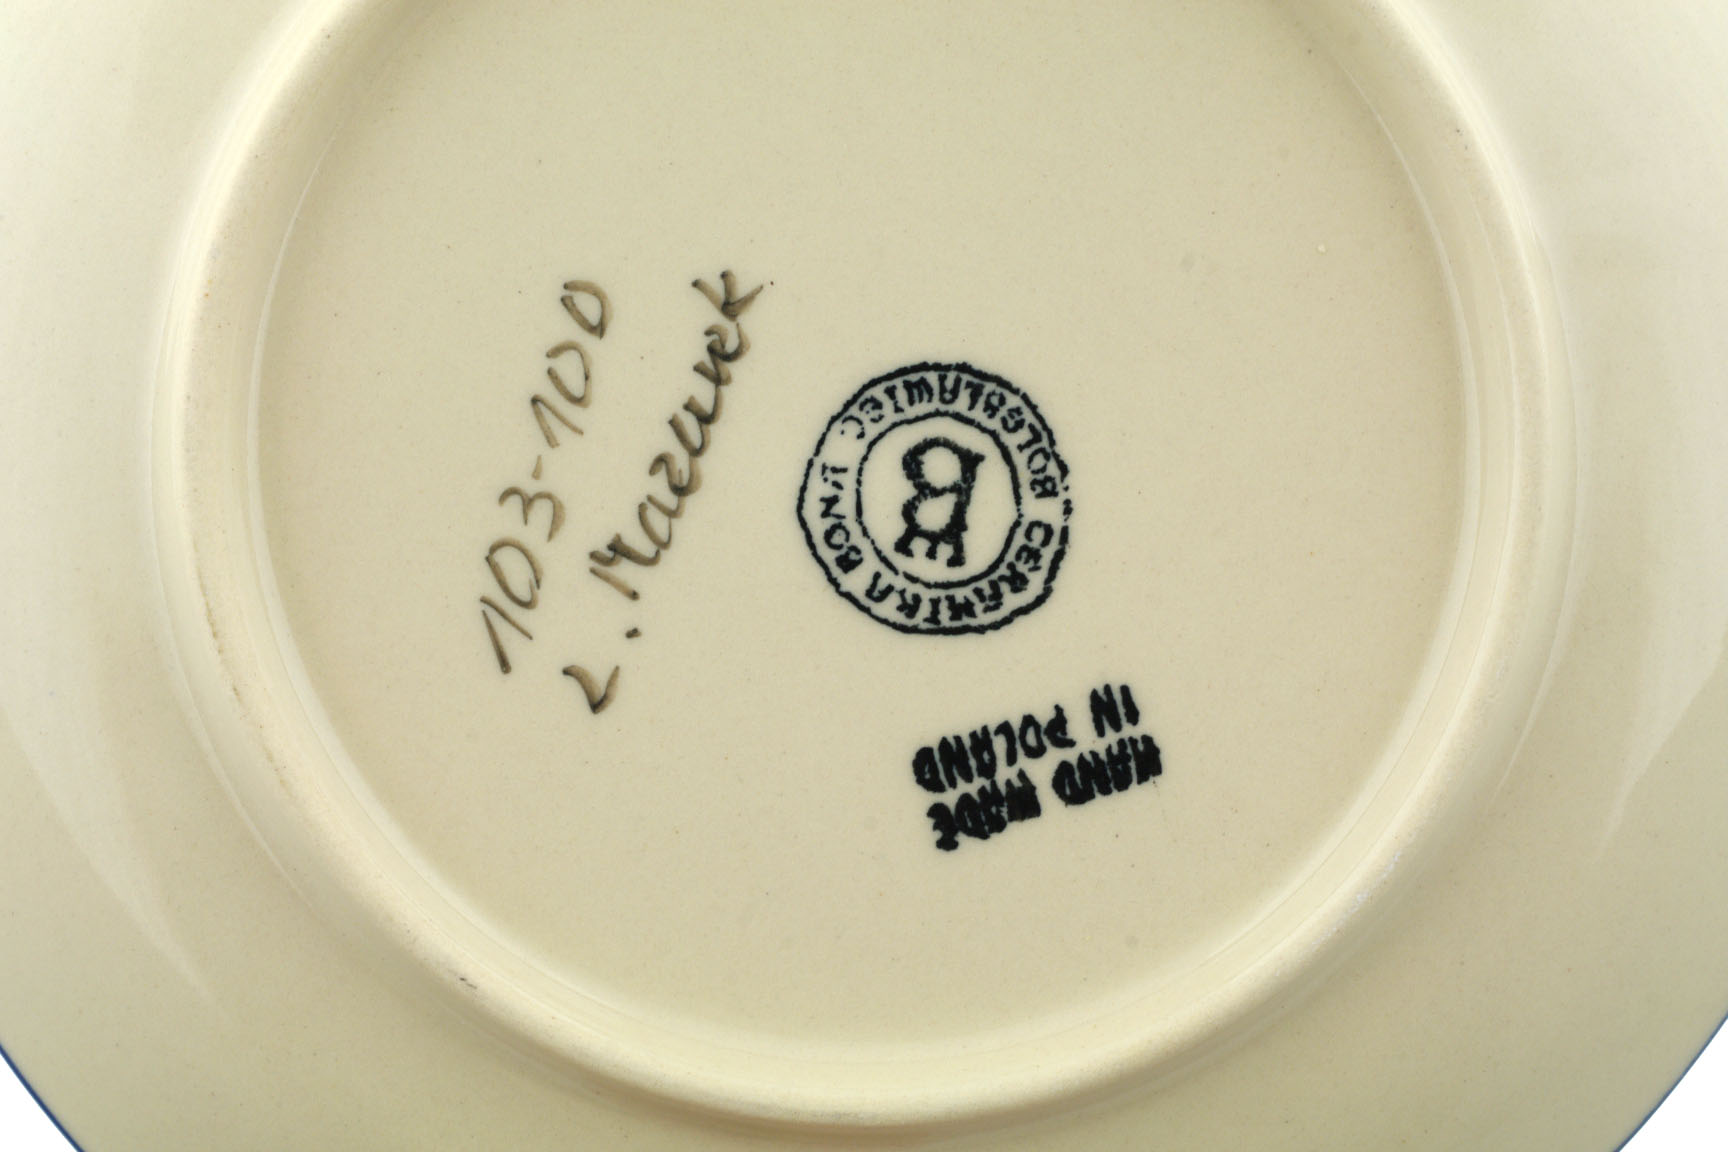 103-100
L. Mazurek
CERAMIKA BONA BOLESŁAWIEC
HAND MADE
IN POLAND